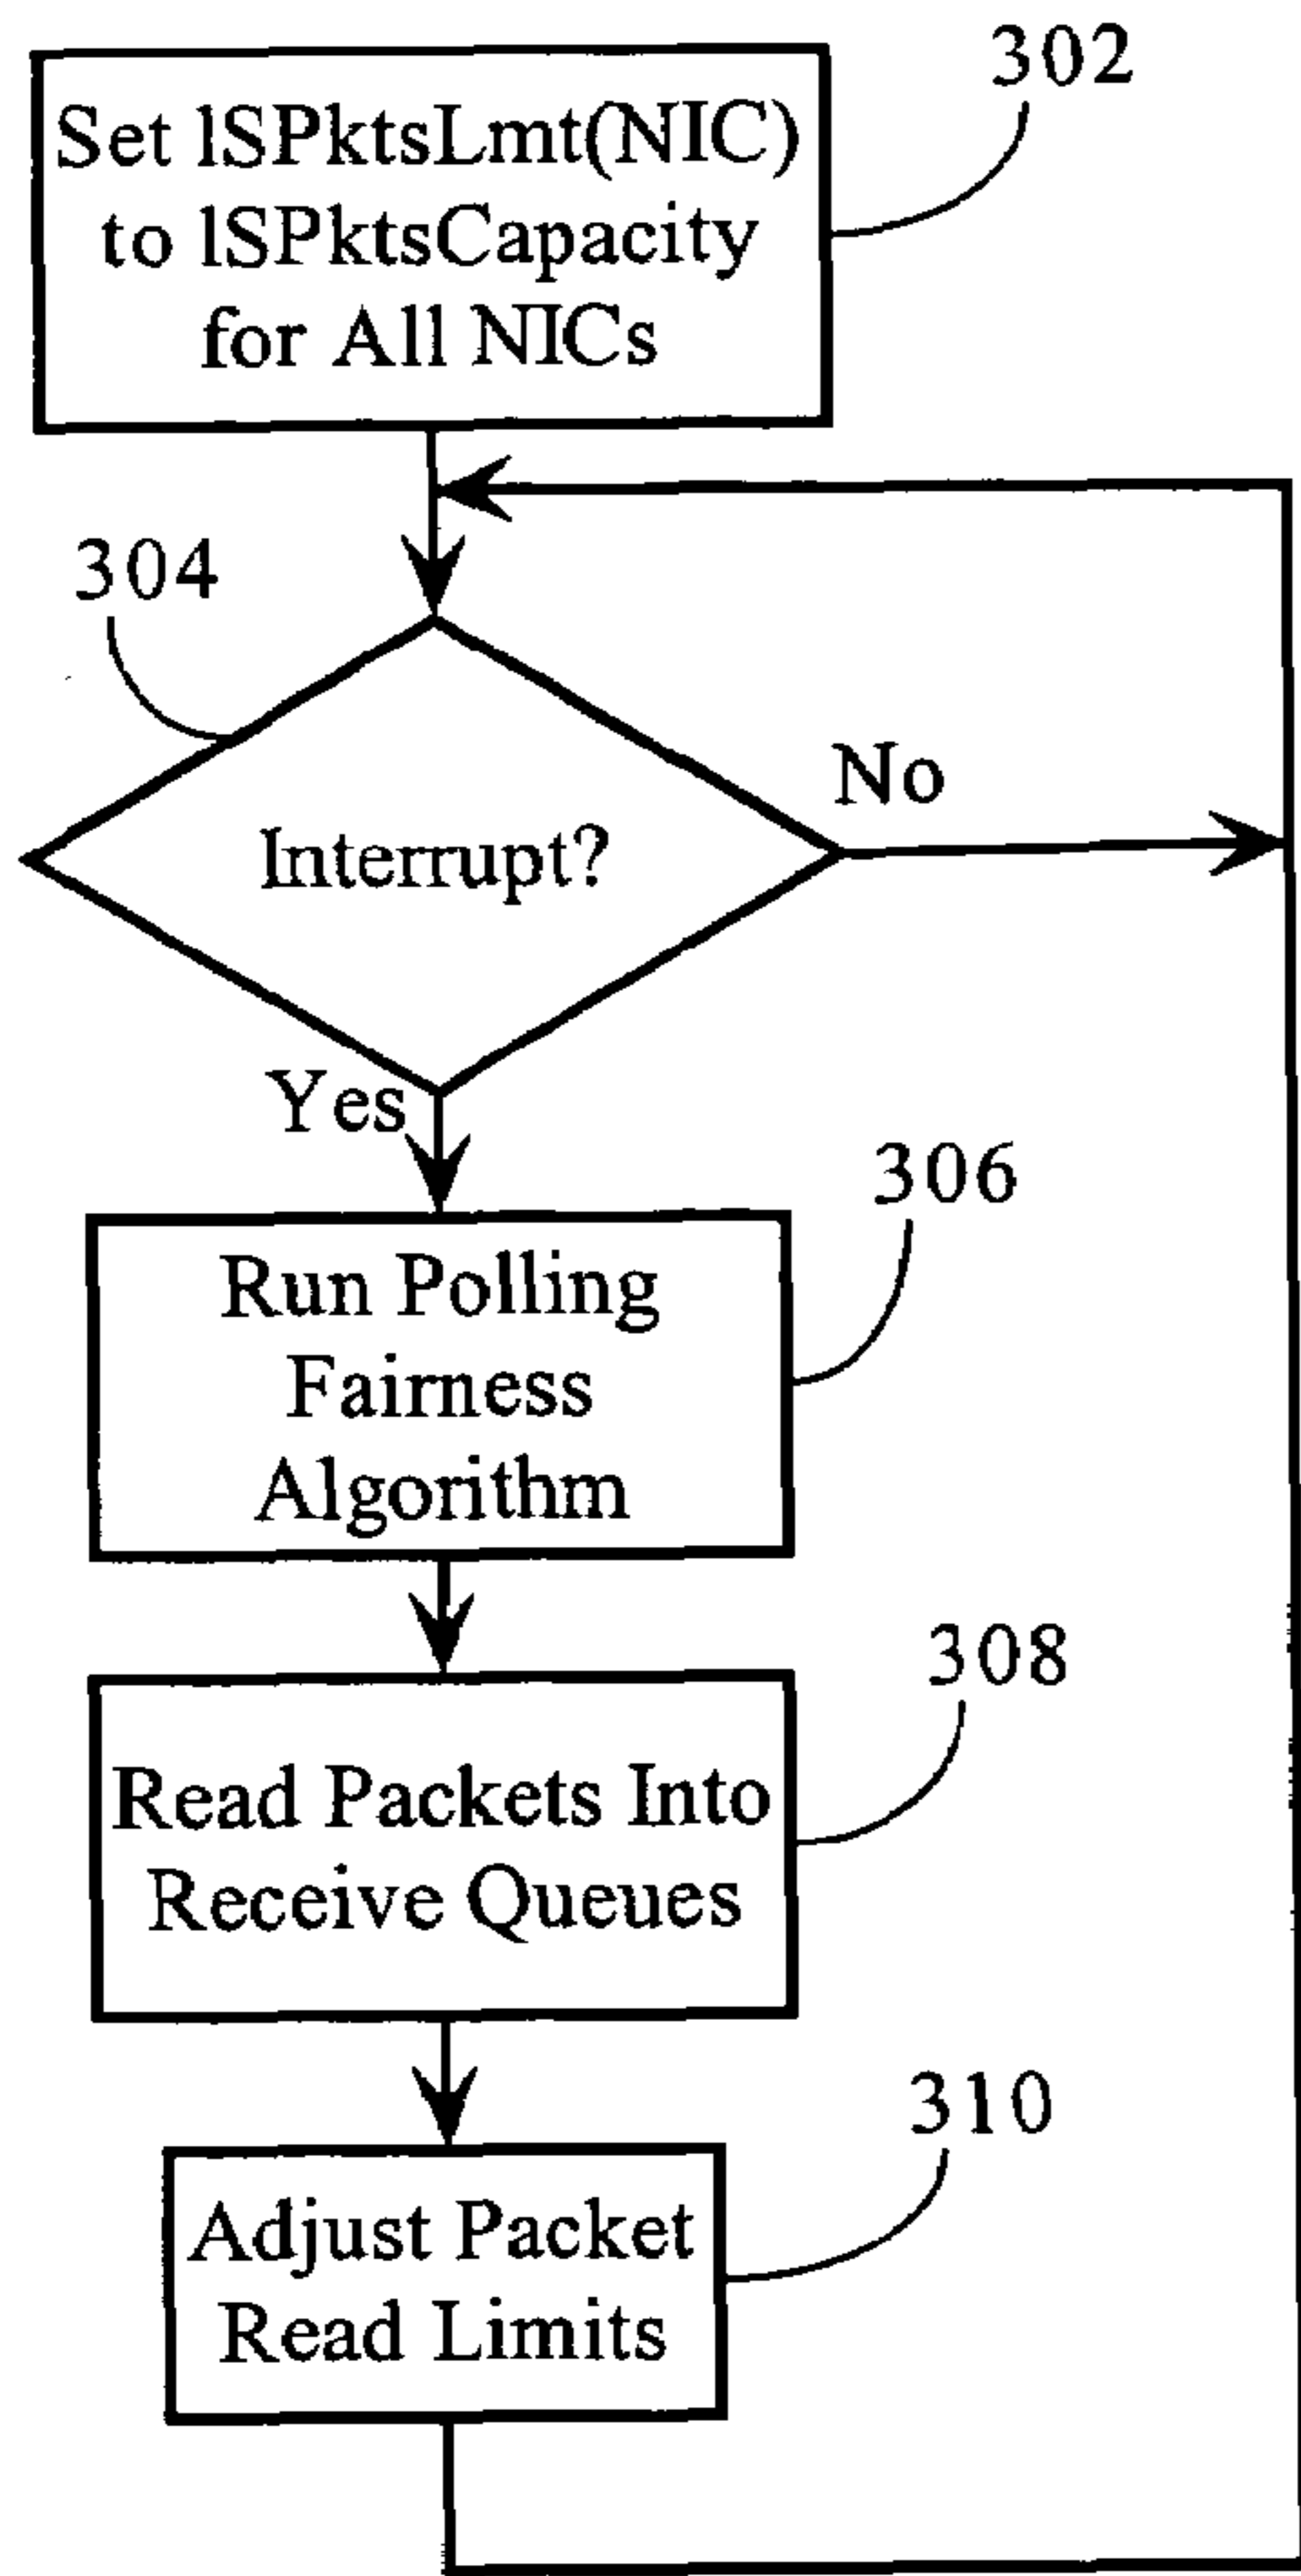 302
Set lSPktsLmt(NIC)
to lSPktsCapacity
for All NICs
304
No
Interrupt?
Yes
306
Run Polling
Fairness
Algorithm
308
Read Packets Into
Receive Queues
310
Adjust Packet
Read Limits